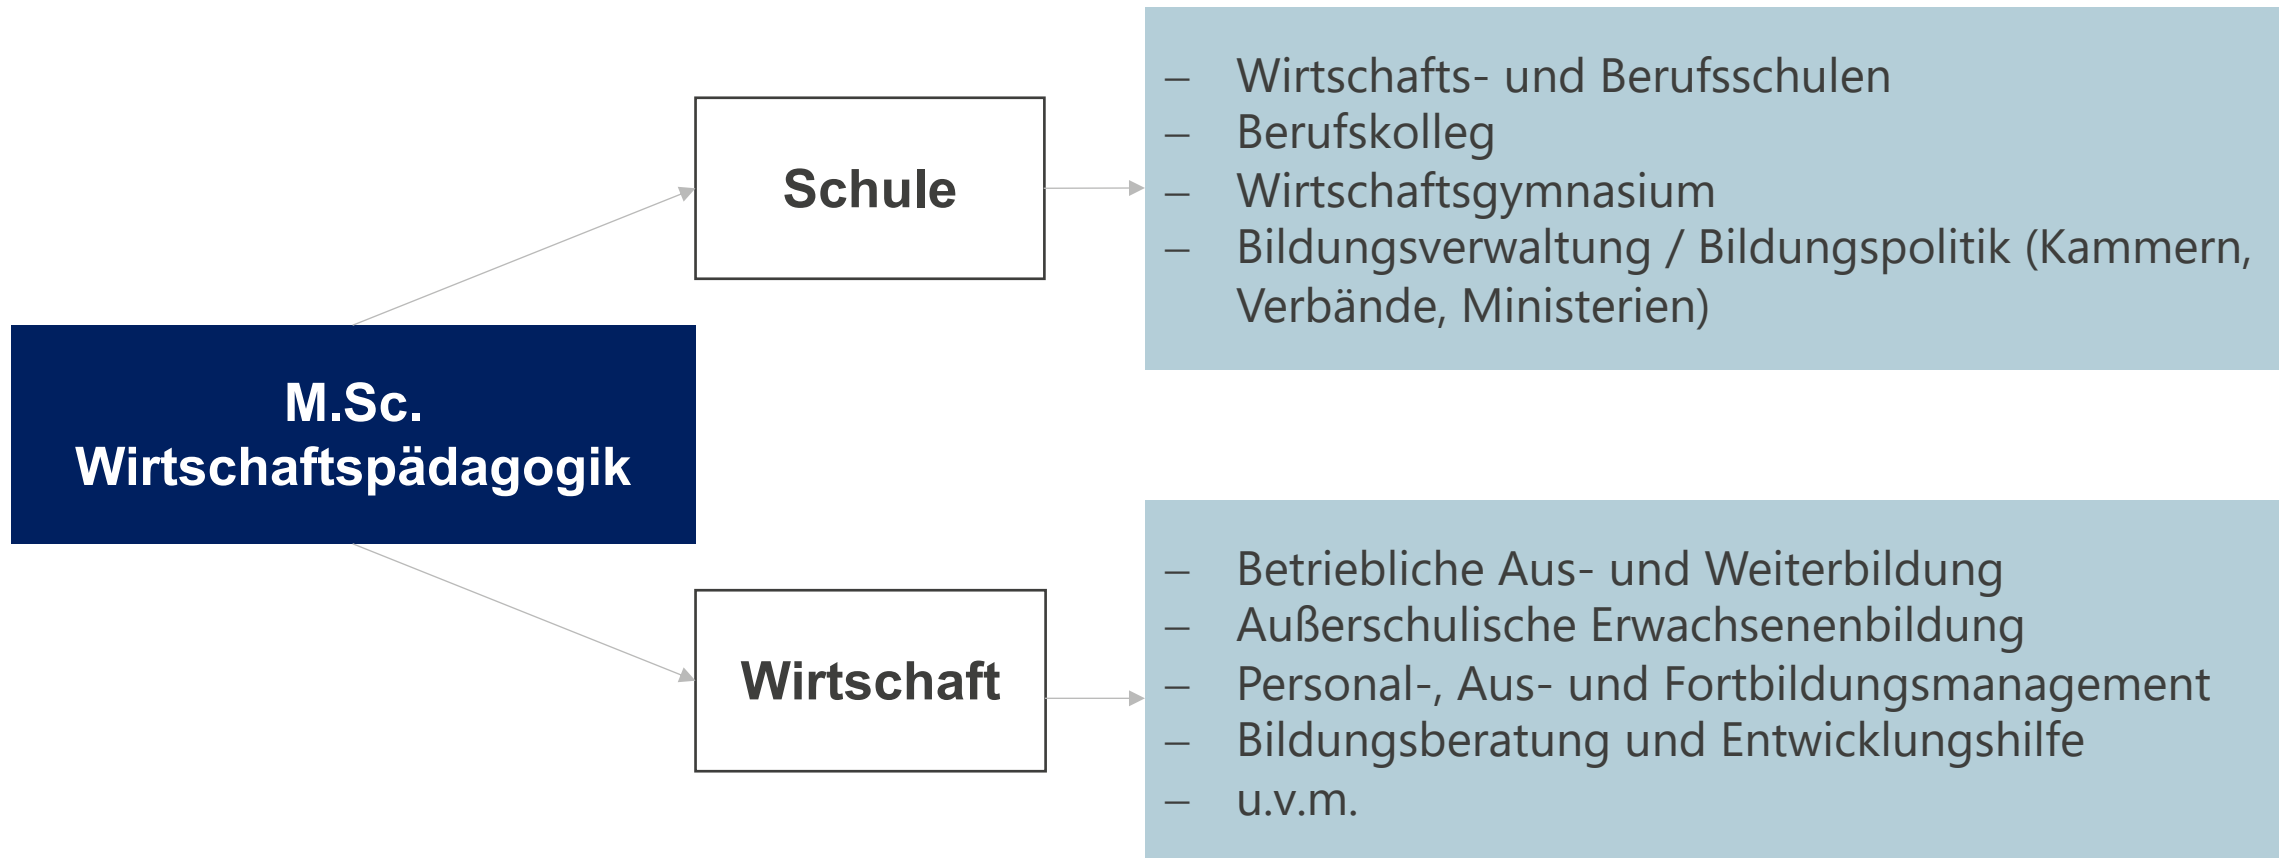 M.Sc.
Wirtschaftspädagogik
Schule
– Wirtschafts- und Berufsschulen
– Berufskolleg
– Wirtschaftsgymnasium
– Bildungsverwaltung / Bildungspolitik (Kammern,
Verbände, Ministerien)
Wirtschaft
– Betriebliche Aus- und Weiterbildung
– Außerschulische Erwachsenenbildung
– Personal-, Aus- und Fortbildungsmanagement
– Bildungsberatung und Entwicklungshilfe
– u.v.m.